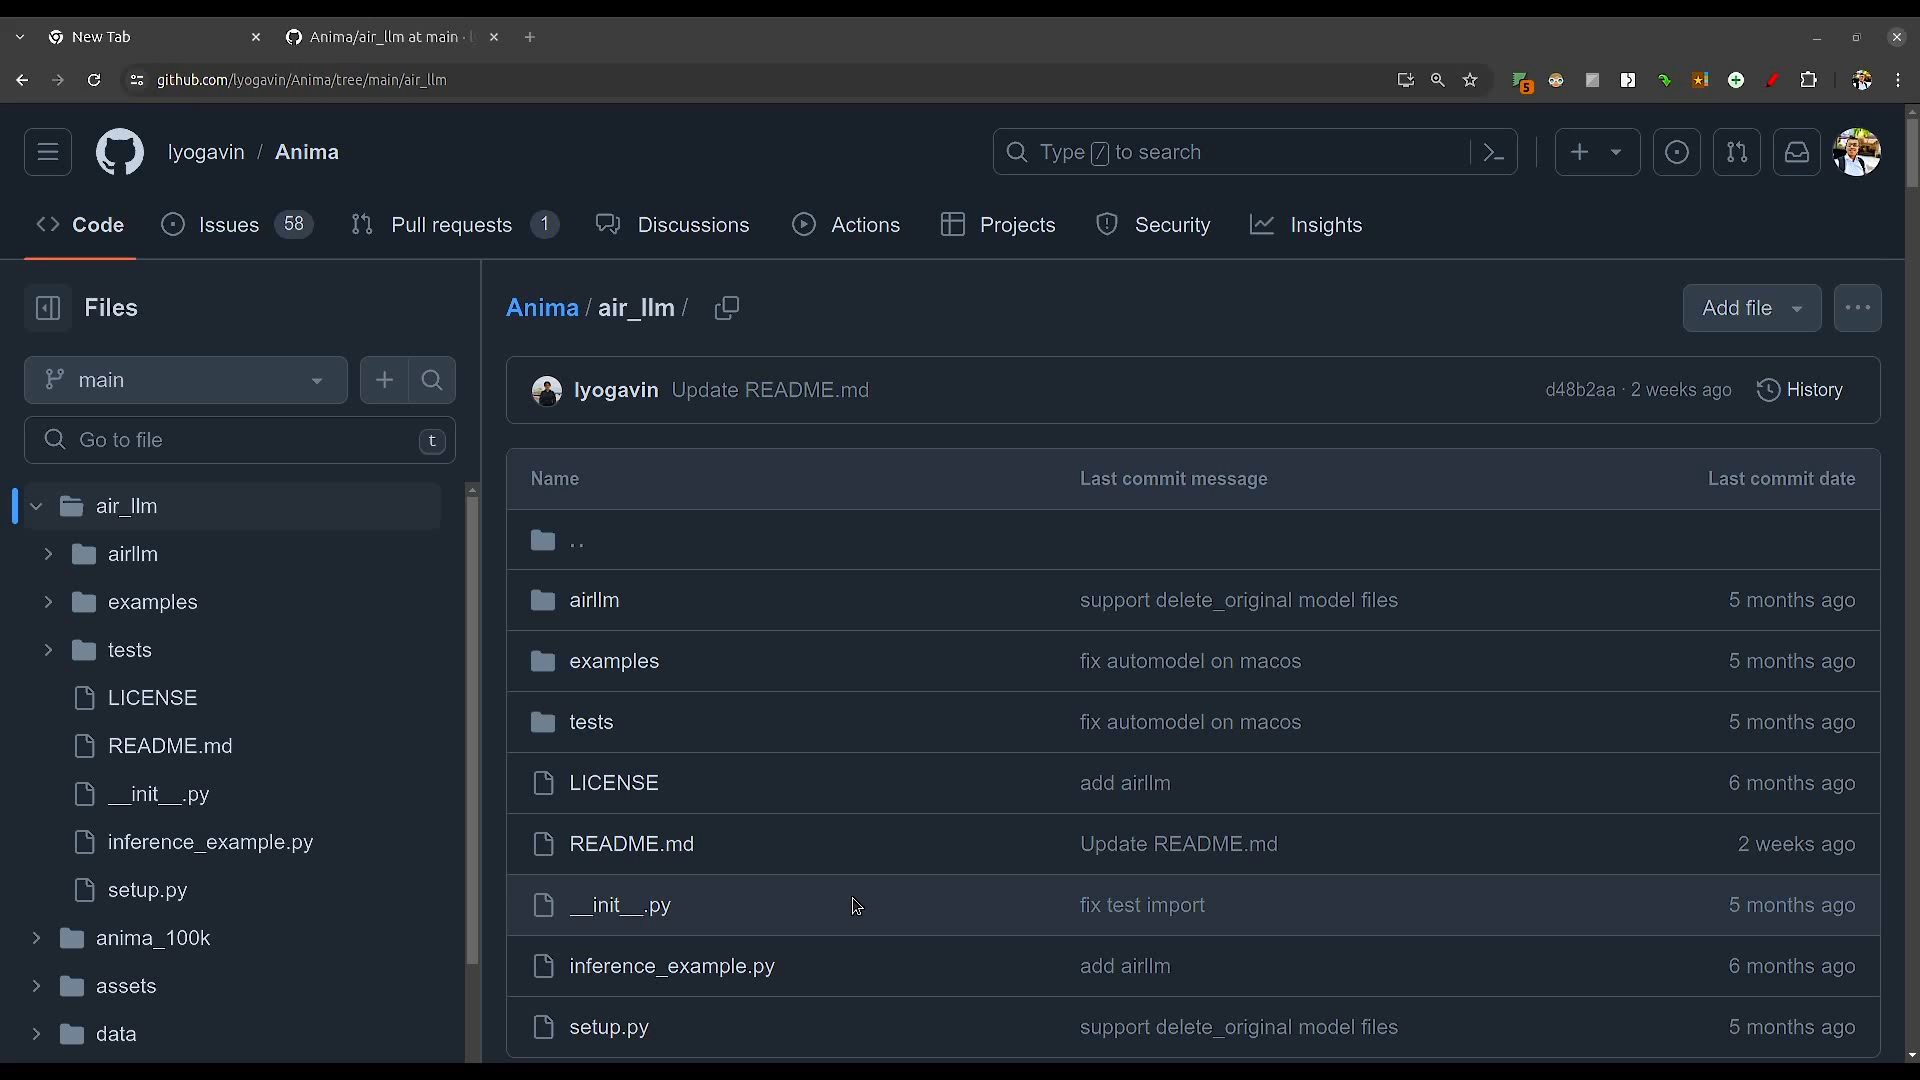 New Tab
Anima/air_llm at main · l
github.com/lyogavin/Anima/tree/main/air_llm
5
lyogavin / Anima
Type / to search
Code
Issues 58
Pull requests 1
Discussions
Actions
Projects
Security
Insights
Files
main
Go to file
t
air_llm
airllm
examples
tests
LICENSE
README.md
__init__.py
inference_example.py
setup.py
anima_100k
assets
data
Anima / air_llm /
Add file
lyogavin Update README.md
d48b2aa · 2 weeks ago
History
Name Last commit message Last commit date
..
airllm support delete_original model files 5 months ago
examples fix automodel on macos 5 months ago
tests fix automodel on macos 5 months ago
LICENSE add airllm 6 months ago
README.md Update README.md 2 weeks ago
__init__.py fix test import 5 months ago
inference_example.py add airllm 6 months ago
setup.py support delete_original model files 5 months ago